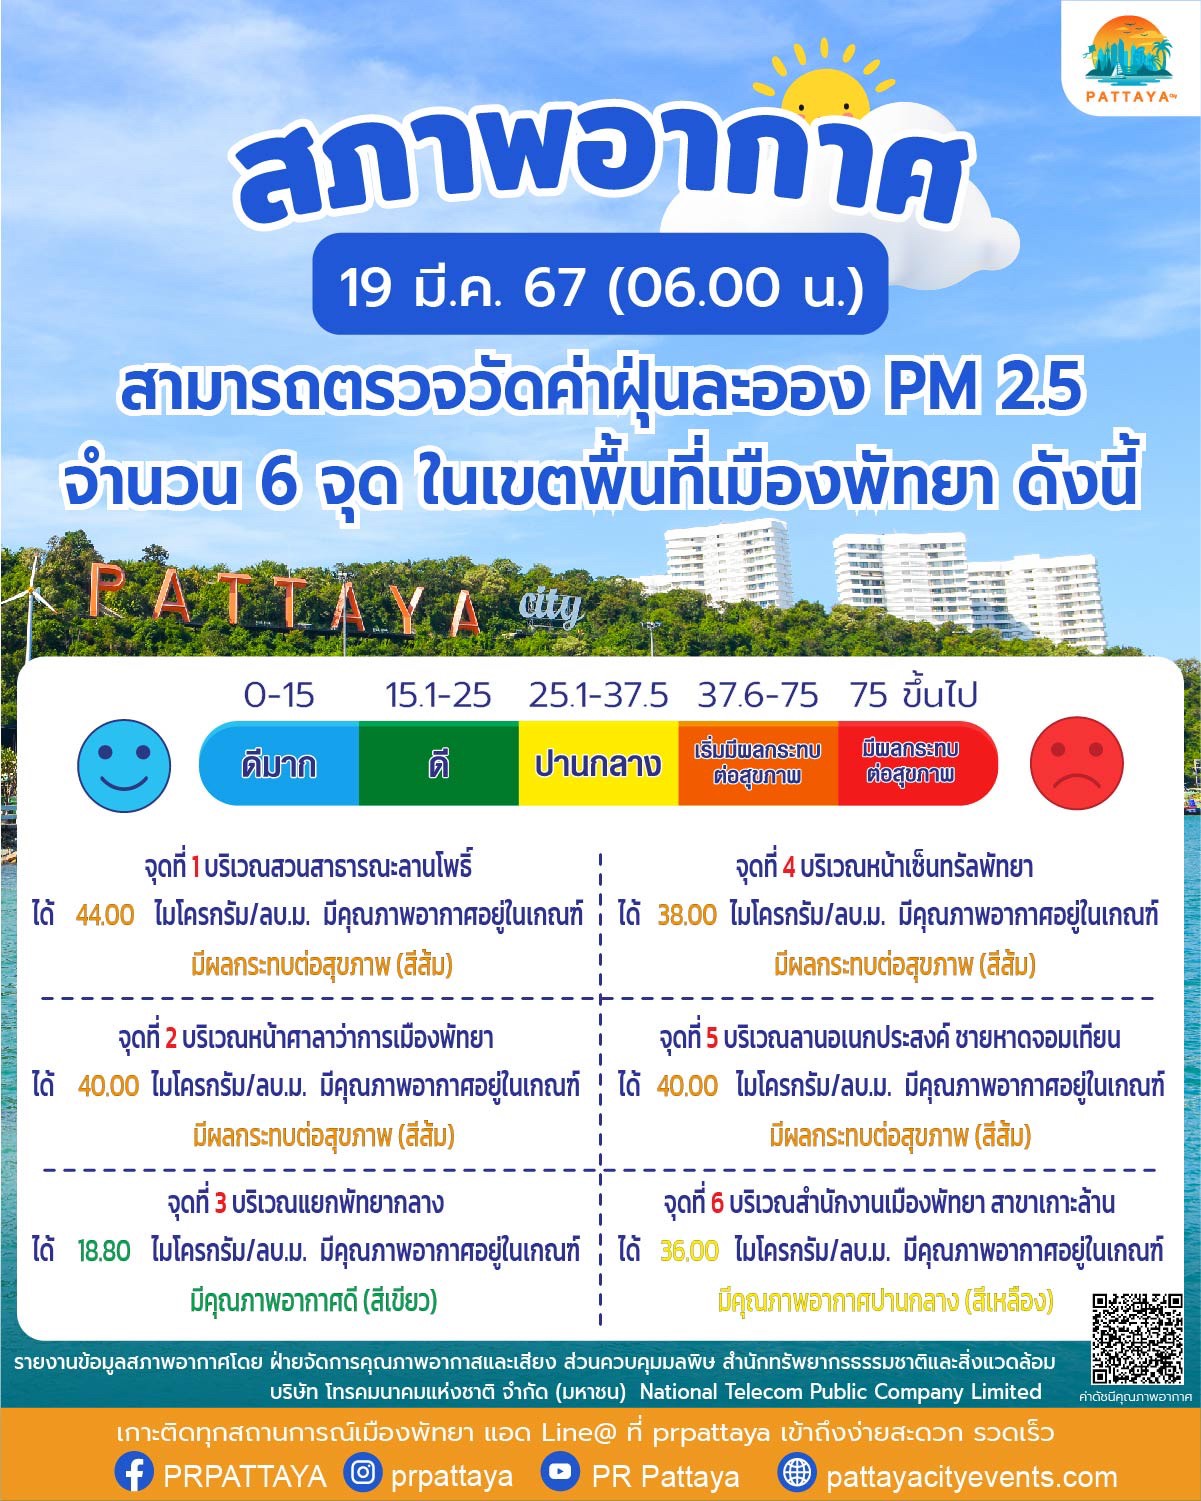 PATTAYA City
สภาพอากาศ
19 มี.ค. 67 (06.00 น.)
สามารถตรวจวัดค่าฝุ่นละออง PM 2.5
จำนวน 6 จุด ในเขตพื้นที่เมืองพัทยา ดังนี้
PATTAYA city
0-15 15.1-25 25.1-37.5 37.6-75 75 ขึ้นไป
ดีมาก ดี ปานกลาง เริ่มมีผลกระทบต่อสุขภาพ มีผลกระทบต่อสุขภาพ
จุดที่ 1 บริเวณสวนสาธารณะลานโพธิ์
ได้ 44.00 ไมโครกรัม/ลบ.ม. มีคุณภาพอากาศอยู่ในเกณฑ์
มีผลกระทบต่อสุขภาพ (สีส้ม)
จุดที่ 2 บริเวณหน้าศาลาว่าการเมืองพัทยา
ได้ 40.00 ไมโครกรัม/ลบ.ม. มีคุณภาพอากาศอยู่ในเกณฑ์
มีผลกระทบต่อสุขภาพ (สีส้ม)
จุดที่ 3 บริเวณแยกพัทยากลาง
ได้ 18.80 ไมโครกรัม/ลบ.ม. มีคุณภาพอากาศอยู่ในเกณฑ์
มีคุณภาพอากาศดี (สีเขียว)
จุดที่ 4 บริเวณหน้าเซ็นทรัลพัทยา
ได้ 38.00 ไมโครกรัม/ลบ.ม. มีคุณภาพอากาศอยู่ในเกณฑ์
มีผลกระทบต่อสุขภาพ (สีส้ม)
จุดที่ 5 บริเวณลานอเนกประสงค์ ชายหาดจอมเทียน
ได้ 40.00 ไมโครกรัม/ลบ.ม. มีคุณภาพอากาศอยู่ในเกณฑ์
มีผลกระทบต่อสุขภาพ (สีส้ม)
จุดที่ 6 บริเวณสำนักงานเมืองพัทยา สาขาเกาะล้าน
ได้ 36.00 ไมโครกรัม/ลบ.ม. มีคุณภาพอากาศอยู่ในเกณฑ์
มีคุณภาพอากาศปานกลาง (สีเหลือง)
รายงานข้อมูลสภาพอากาศโดย ฝ่ายจัดการคุณภาพอากาสและเสียง ส่วนควบคุมมลพิษ สำนักทรัพยากรรรรมชาติและสิ่งแวดล้อม
บริษัท โทรคมนาคมแห่งชาติ จำกัด (มหาชน) National Telecom Public Company Limited
ค่าดัชนีคุณภาพอากาศ
เกาะติดทุกสถานการณ์เมืองพัทยา แอด Line@ ที่ prpattaya เข้าถึงง่ายสะดวก รวดเร็ว
PRPATTAYA prpattaya PR Pattaya pattayacityevents.com